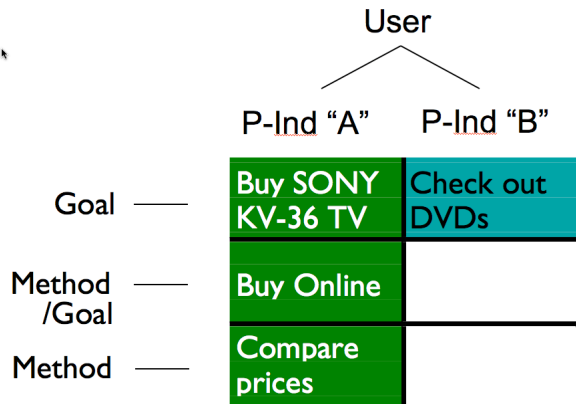 User
P-Ind “A”
P-Ind “B”
Goal
Buy SONY
KV-36 TV
Check out
DVDs
Method
/Goal
Buy Online
Method
Compare
prices